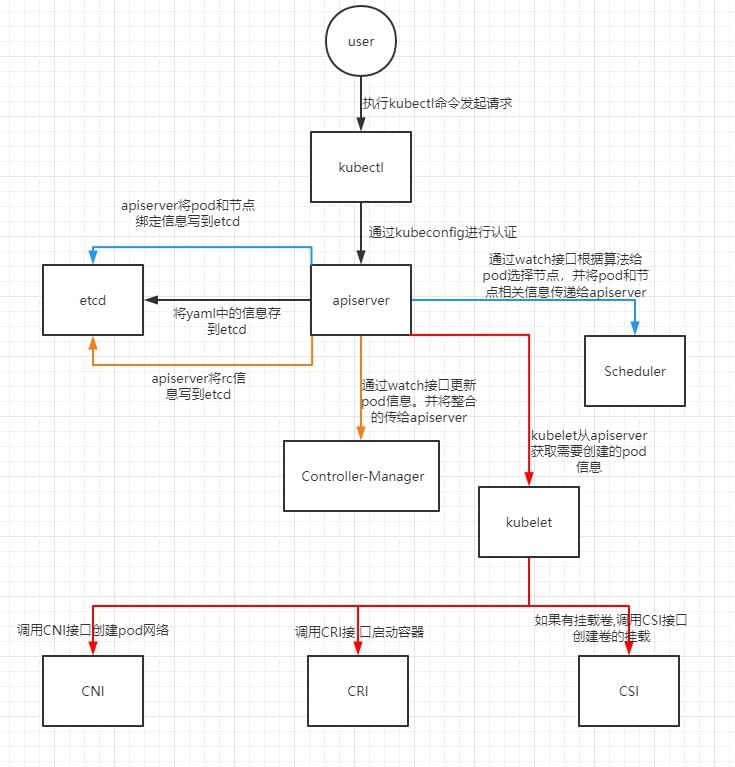 user
执行kubectl命令发起请求
kubectl
通过kubeconfig进行认证
apiserver将pod和节点
绑定信息写到etcd
通过watch接口根据算法给
pod选择节点，并将pod和节
点相关信息传递给apiserver
etcd
apiserver
将yaml中的信息存
到etcd
Scheduler
apiserver将rc信
息写到etcd
通过watch接口更新
pod信息。并将整合
的传给apiserver
kubelet从apiserver
获取需要创建的pod
信息
Controller-Manager
kubelet
调用CNI接口创建pod网络
调用CRI接口启动容器
如果有挂载卷,调用CSI接口
创建卷的挂载
CNI
CRI
CSI